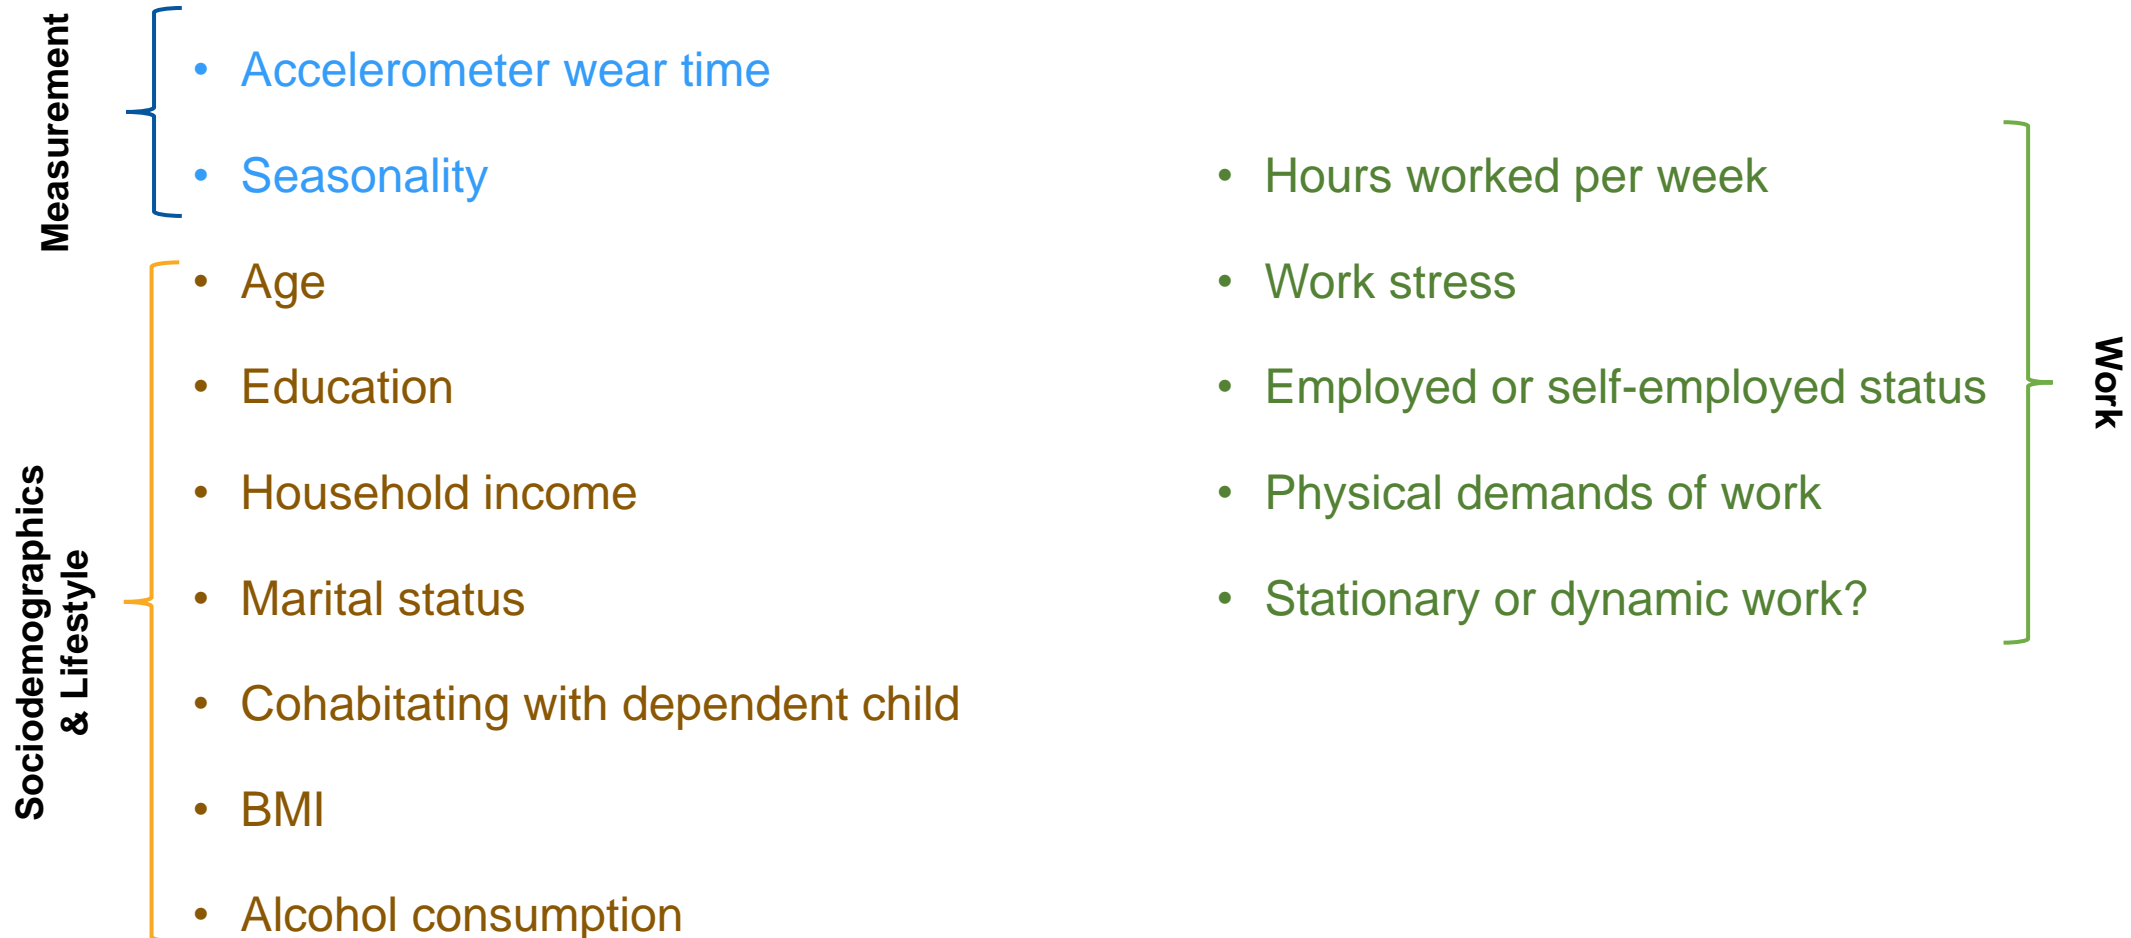 Measurement
• Accelerometer wear time
• Seasonality
Sociodemographics
& Lifestyle
• Age
• Education
• Household income
• Marital status
• Cohabitating with dependent child
• BMI
• Alcohol consumption
• Hours worked per week
• Work stress
• Employed or self-employed status
• Physical demands of work
• Stationary or dynamic work?
Work